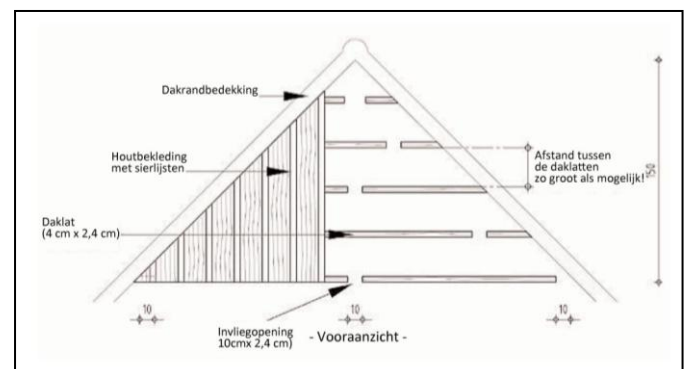 Dakrandbedekking
Houtbekleding
met sierlijsten
Afstand tussen
de daklatten
zo groot als mogelijk!
150
Daklat
(4 cm x 2,4 cm)
10
10
10
Invliegopening
10cmx 2,4 cm)
- Vooraanzicht -